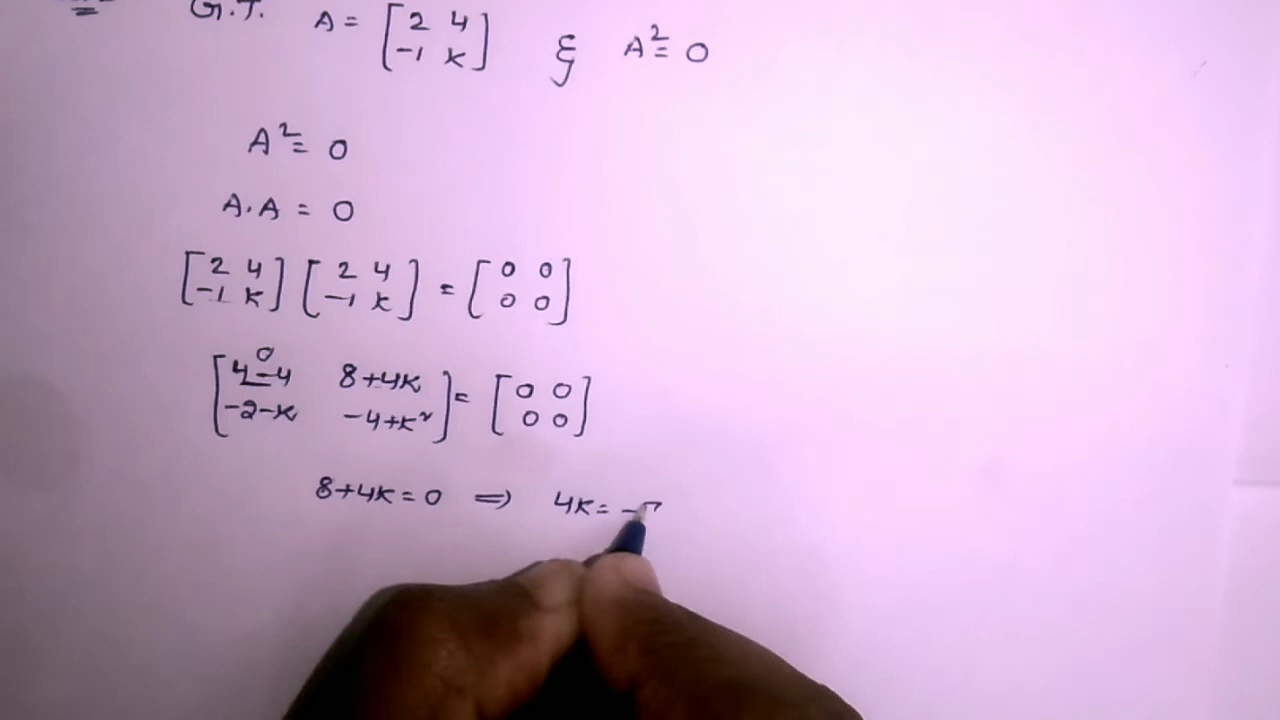 G.T. A = [2 4 -1 K] & A² = 0
A² = 0
A.A = 0
[2 4 -1 K] [2 4 -1 K] = [0 0 0 0]
0
[4-4 8+4K -2-K -4+K²] = [0 0 0 0]
8+4K = 0 ⇒ 4K = -